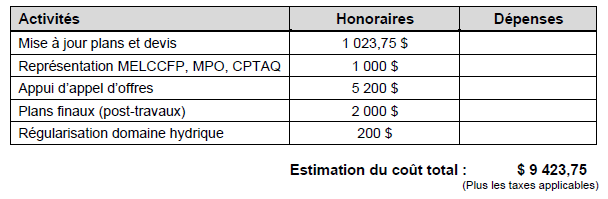 Activités Honoraires Dépenses
Mise à jour plans et devis 1 023,75 $
Représentation MELCCFP, MPO, CPTAQ 1 000 $
Appui d'appel d'offres 5 200 $
Plans finaux (post-travaux) 2 000 $
Régularisation domaine hydrique 200 $
Estimation du coût total : $ 9 423,75
(Plus les taxes applicables)